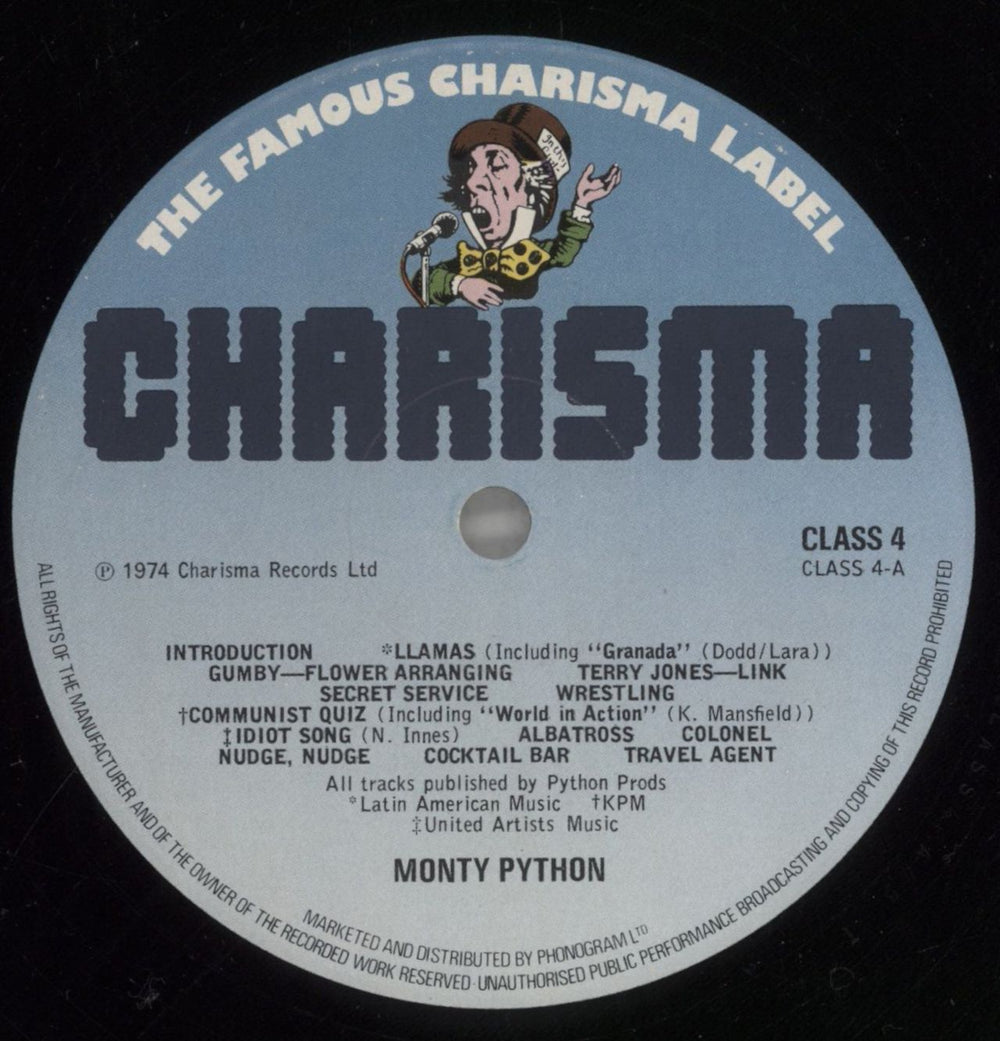 THE FAMOUS CHARISMA LABEL
In this
CHARISMA
CLASS 4
CLASS 4-A
Ⓟ 1974 Charisma Records Ltd
INTRODUCTION *LLAMAS (Including “Granada” (Dodd/Lara))
GUMBY—FLOWER ARRANGING TERRY JONES—LINK
SECRET SERVICE WRESTLING
†COMMUNIST QUIZ (Including “World in Action” (K. Mansfield))
‡IDIOT SONG (N. Innes) ALBATROSS COLONEL
NUDGE, NUDGE COCKTAIL BAR TRAVEL AGENT
All tracks published by Python Prods
*Latin American Music †KPM
‡United Artists Music
MONTY PYTHON
MARKETED AND DISTRIBUTED BY PHONOGRAM LTD
ALL RIGHTS OF THE MANUFACTURER AND OF THE OWNER OF THE RECORDED WORK RESERVED · UNAUTHORISED PUBLIC PERFORMANCE BROADCASTING AND COPYING OF THIS RECORD PROHIBITED